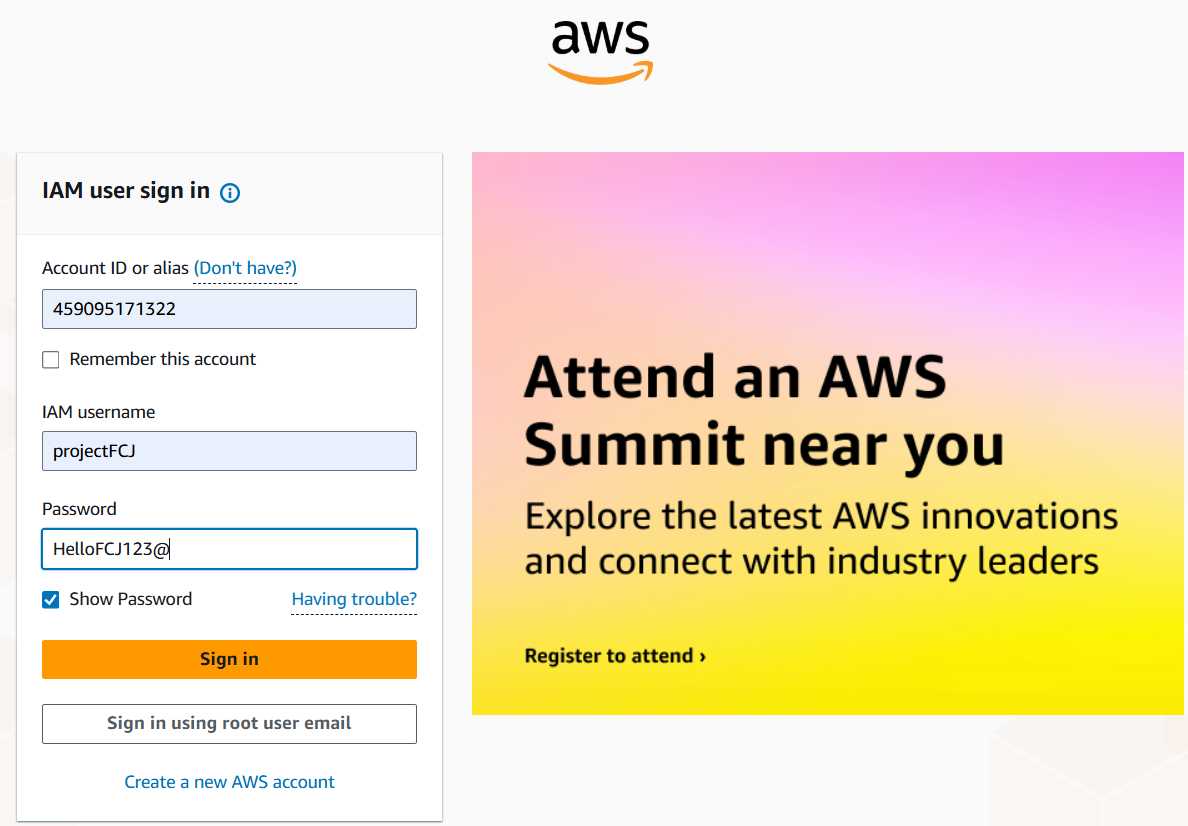 aws
IAM user sign in
Account ID or alias (Don't have?)
459095171322
Remember this account
IAM username
projectFCJ
Password
HelloFCJ123@
Show Password Having trouble?
Sign in
Sign in using root user email
Create a new AWS account
Attend an AWS
Summit near you
Explore the latest AWS innovations
and connect with industry leaders
Register to attend ›